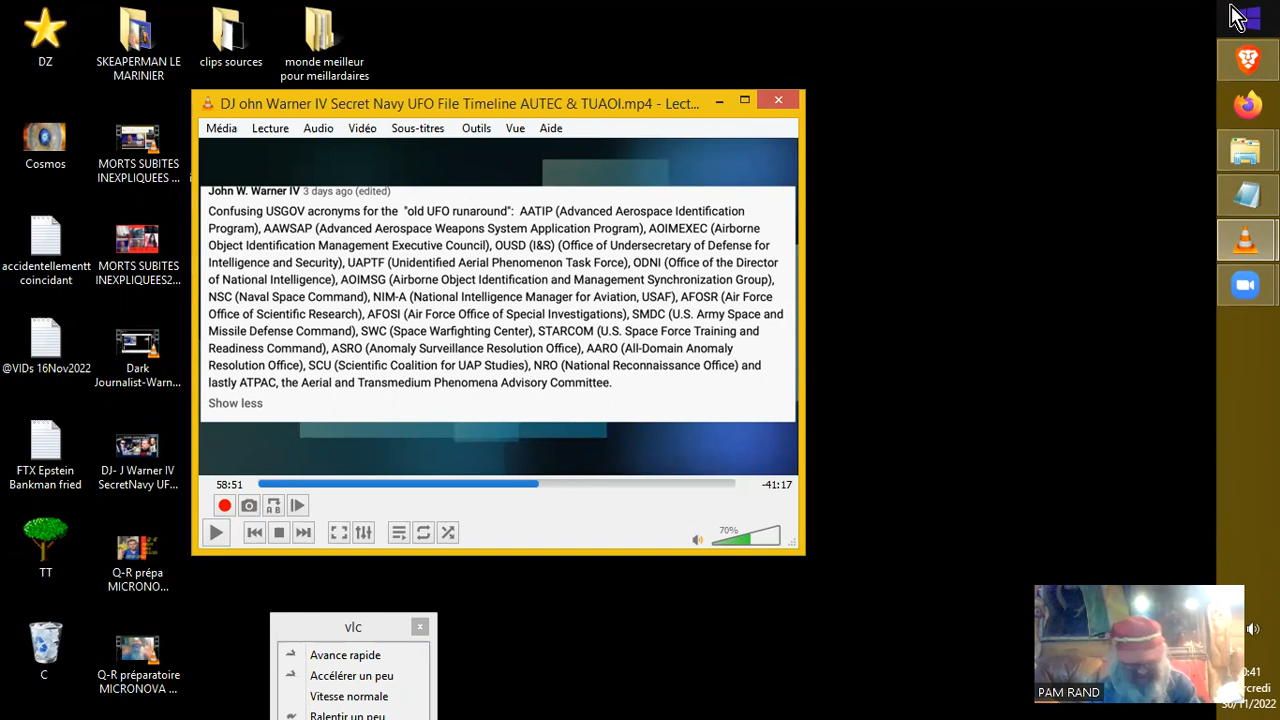 DZ
SKEAPERMAN LE
MARINIER
clips sources
monde meilleur
pour meillardaires
Cosmos
MORTS SUBITES
INEXPLIQUEES ...
accidentellementt
coincidant
MORTS SUBITES
INEXPLIQUEES2...
@VIDs 16Nov2022
Dark
Journalist-Warn...
FTX Epstein
Bankman fried
DJ- J Warner IV
SecretNavy UF...
TT
Q-R prépa
MICRONO...
C
Q-R préparatoire
MICRONOVA ...
DJ ohn Warner IV Secret Navy UFO File Timeline AUTEC & TUAOI.mp4 - Lect...
Média Lecture Audio Vidéo Sous-titres Outils Vue Aide
John W. Warner IV 3 days ago (edited)
Confusing USGOV acronyms for the "old UFO runaround": AATIP (Advanced Aerospace Identification
Program), AAWSAP (Advanced Aerospace Weapons System Application Program), AOIMEXEC (Airborne
Object Identification Management Executive Council), OUSD (I&S) (Office of Undersecretary of Defense for
Intelligence and Security), UAPTF (Unidentified Aerial Phenomenon Task Force), ODNI (Office of the Director
of National Intelligence), AOIMSG (Airborne Object Identification and Management Synchronization Group),
NSC (Naval Space Command), NIM-A (National Intelligence Manager for Aviation, USAF), AFOSR (Air Force
Office of Scientific Research), AFOSI (Air Force Office of Special Investigations), SMDC (U.S. Army Space and
Missile Defense Command), SWC (Space Warfighting Center), STARCOM (U.S. Space Force Training and
Readiness Command), ASRO (Anomaly Surveillance Resolution Office), AARO (All-Domain Anomaly
Resolution Office), SCU (Scientific Coalition for UAP Studies), NRO (National Reconnaissance Office) and
lastly ATPAC, the Aerial and Transmedium Phenomena Advisory Committee.
Show less
58:51 -41:17
70%
vlc
Avance rapide
Accélérer un peu
Vitesse normale
Ralentir un peu
PAM RAND
0:41
rcredi
30/11/2022